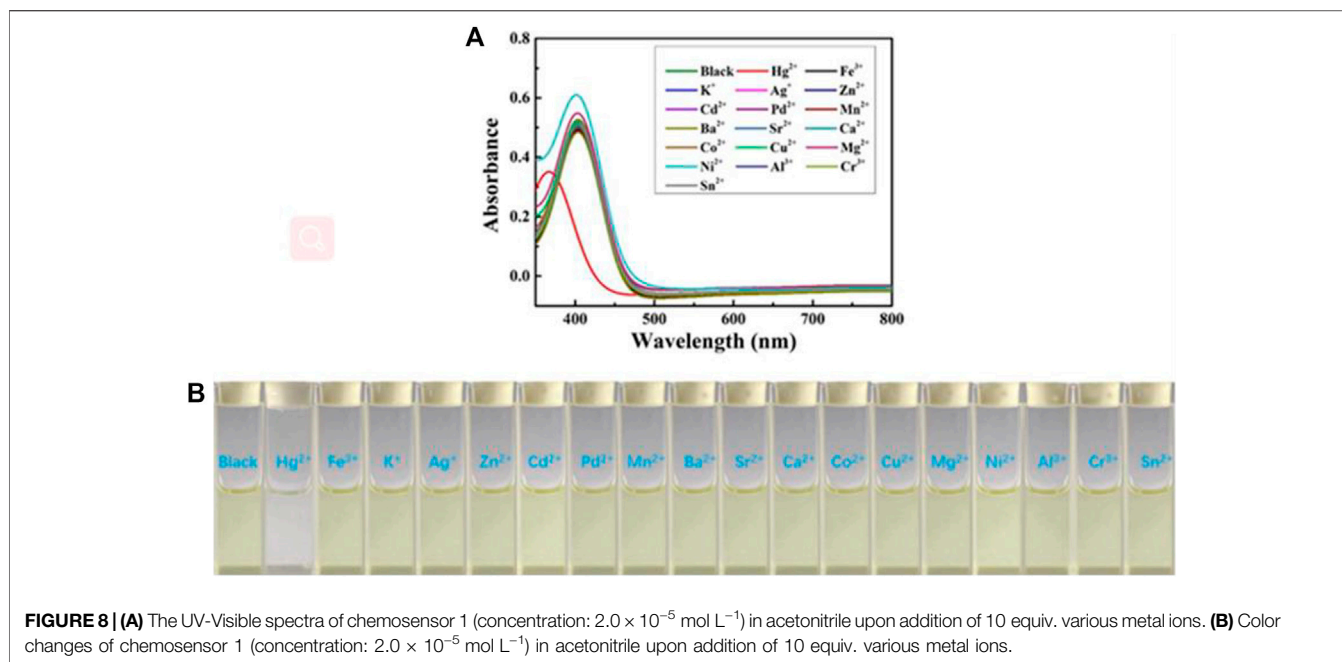 A
0.8
0.6
0.4
0.2
0.0
Absorbance
Black Hg²⁺ Fe³⁺
K⁺ Ag⁺ Zn²⁺
Cd²⁺ Pd²⁺ Mn²⁺
Ba²⁺ Sr²⁺ Ca²⁺
Co²⁺ Cu²⁺ Mg²⁺
Ni²⁺ Al³⁺ Cr³⁺
Sn²⁺
400 500 600 700 800
Wavelength (nm)
B
Black Hg²⁺ Fe³⁺ K⁺ Ag⁺ Zn²⁺ Cd²⁺ Pd²⁺ Mn²⁺ Ba²⁺ Sr²⁺ Ca²⁺ Co²⁺ Cu²⁺ Mg²⁺ Ni²⁺ Al³⁺ Cr³⁺ Sn²⁺
FIGURE 8 | (A) The UV-Visible spectra of chemosensor 1 (concentration: 2.0 × 10⁻⁵ mol L⁻¹) in acetonitrile upon addition of 10 equiv. various metal ions. (B) Color
changes of chemosensor 1 (concentration: 2.0 × 10⁻⁵ mol L⁻¹) in acetonitrile upon addition of 10 equiv. various metal ions.